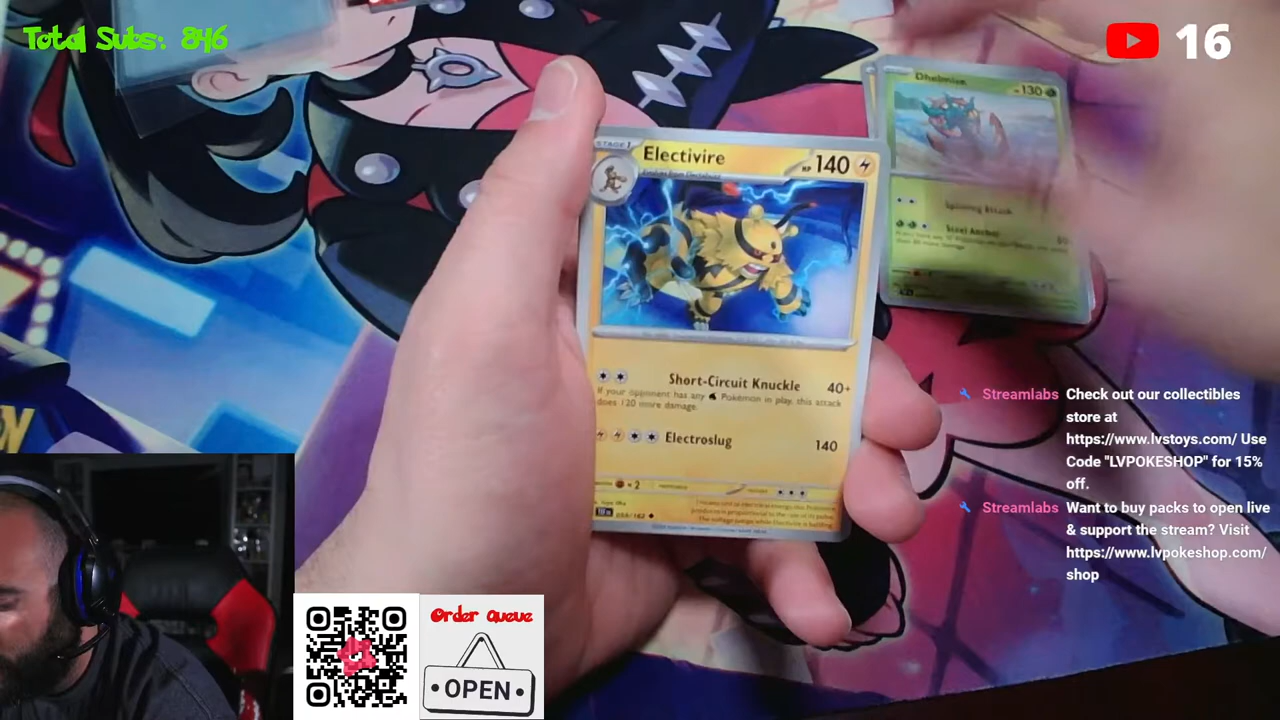 Total Subs: 846
16
Dhelmise
130
Spinning Attack
Steel Anchor
STAGE 1
Electivire
HP 140
Short-Circuit Knuckle 40+
If your opponent has any Pokémon in play, this attack
does 120 more damage.
Electroslug 140
×2
Streamlabs Check out our collectibles
store at
https://www.lvstoys.com/ Use
Code "LVPOKESHOP" for 15%
off.
Streamlabs Want to buy packs to open live
& support the stream? Visit
https://www.lvpokeshop.com/
shop
Order Queue
• OPEN •